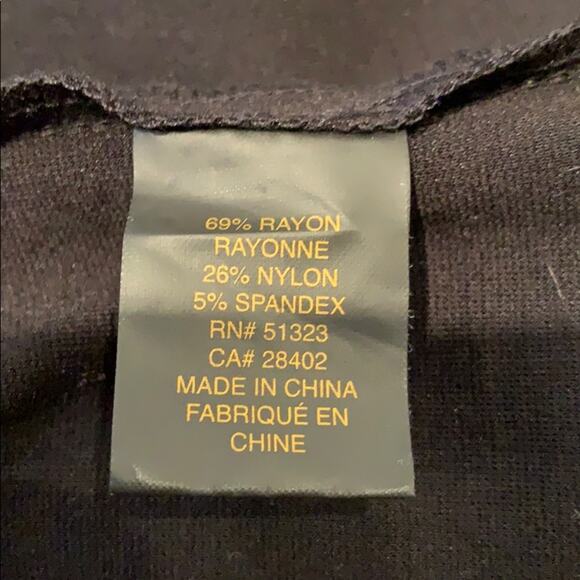 69% RAYON
RAYONNE
26% NYLON
5% SPANDEX
RN# 51323
CA# 28402
MADE IN CHINA
FABRIQUÉ EN
CHINE